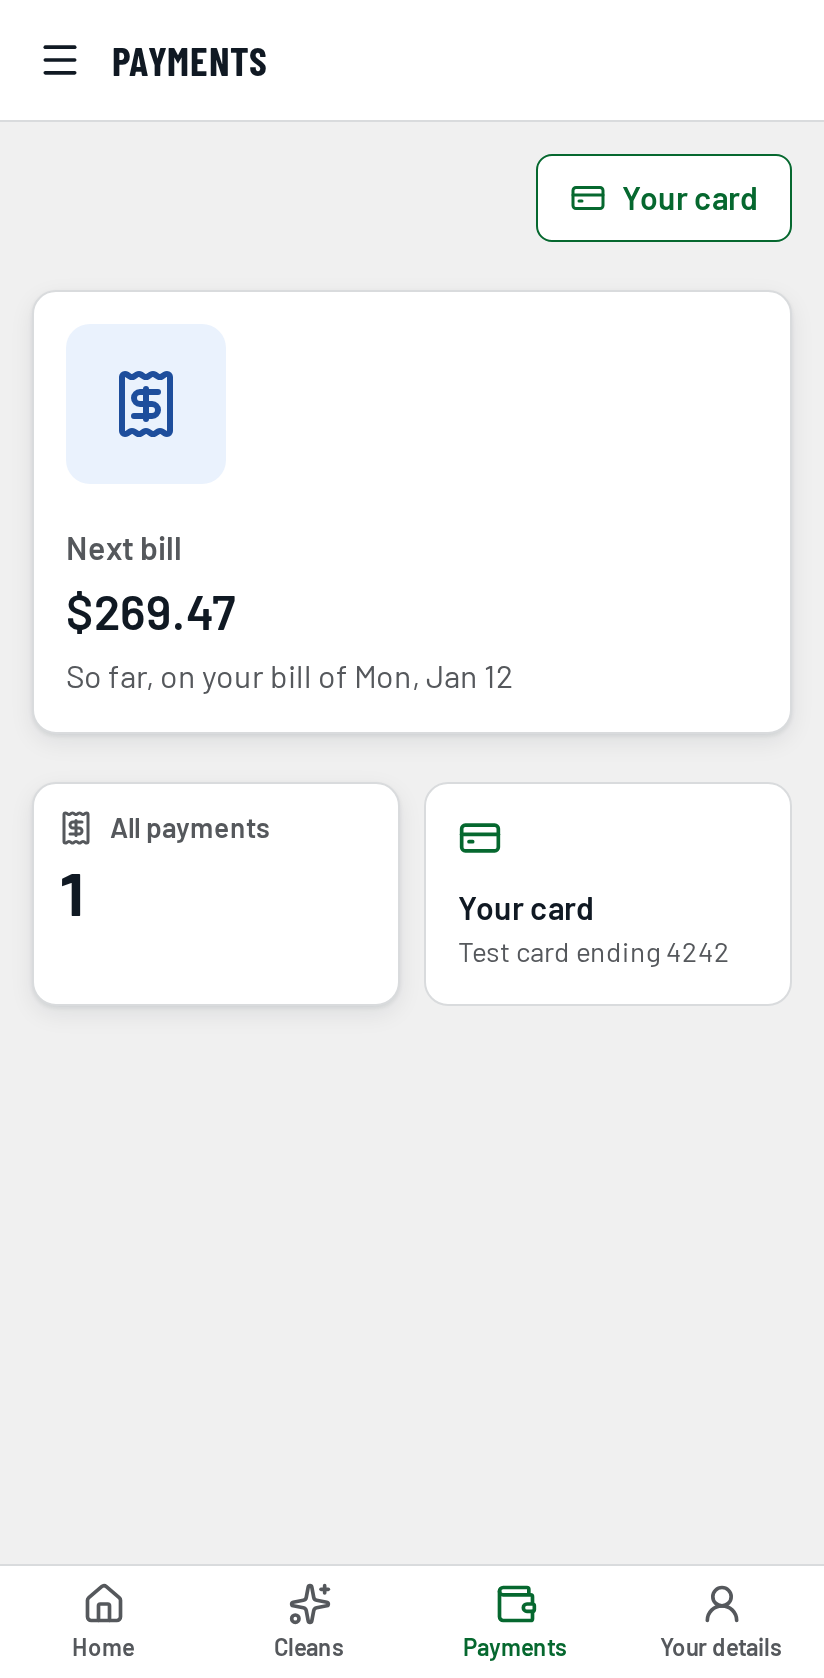 PAYMENTS
Your card
Next bill
$269.47
So far, on your bill of Mon, Jan 12
All payments
1
Your card
Test card ending 4242
Home
Cleans
Payments
Your details